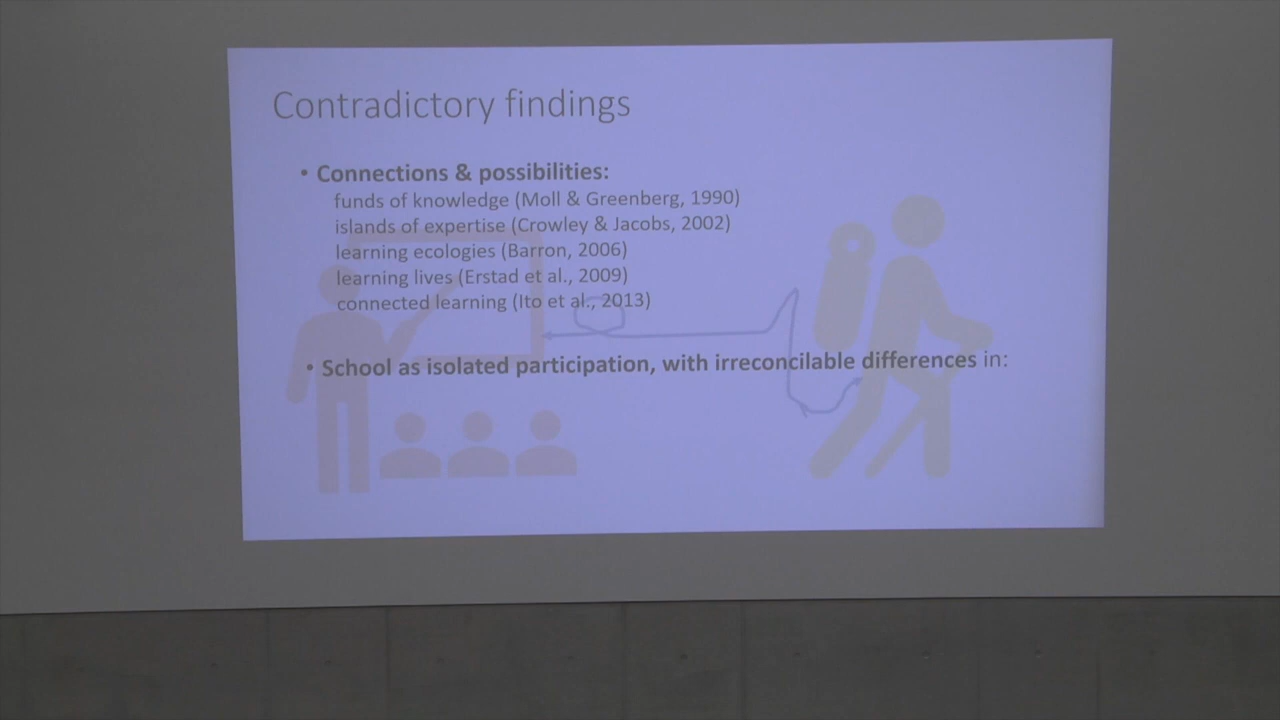 Contradictory findings
• Connections & possibilities:
funds of knowledge (Moll & Greenberg, 1990)
islands of expertise (Crowley & Jacobs, 2002)
learning ecologies (Barron, 2006)
learning lives (Erstad et al., 2009)
connected learning (Ito et al., 2013)
• School as isolated participation, with irreconcilable differences in: